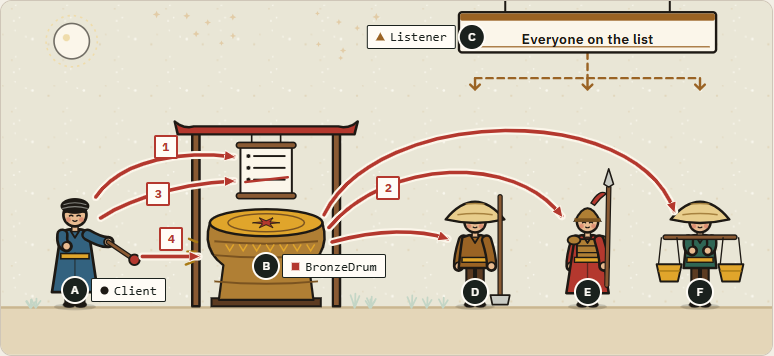 ▲ Listener
C
Everyone on the list
1
3
2
4
B
■ BronzeDrum
A
● Client
D
E
F